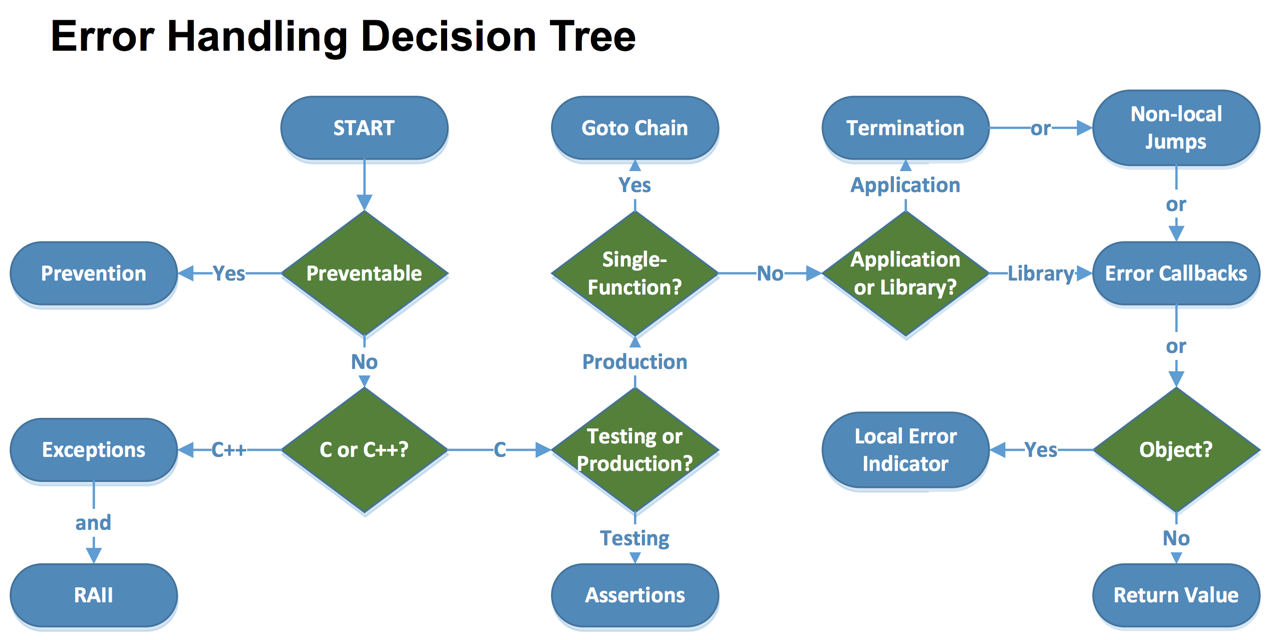 Error Handling Decision Tree
START
Goto Chain
Termination
or
Non-local
Jumps
Yes
Application
or
Prevention
Yes
Preventable
Single-
Function?
No
Application
or Library?
Library
Error Callbacks
No
Production
or
Exceptions
C++
C or C++?
C
Testing or
Production?
Local Error
Indicator
Yes
Object?
and
Testing
No
RAII
Assertions
Return Value